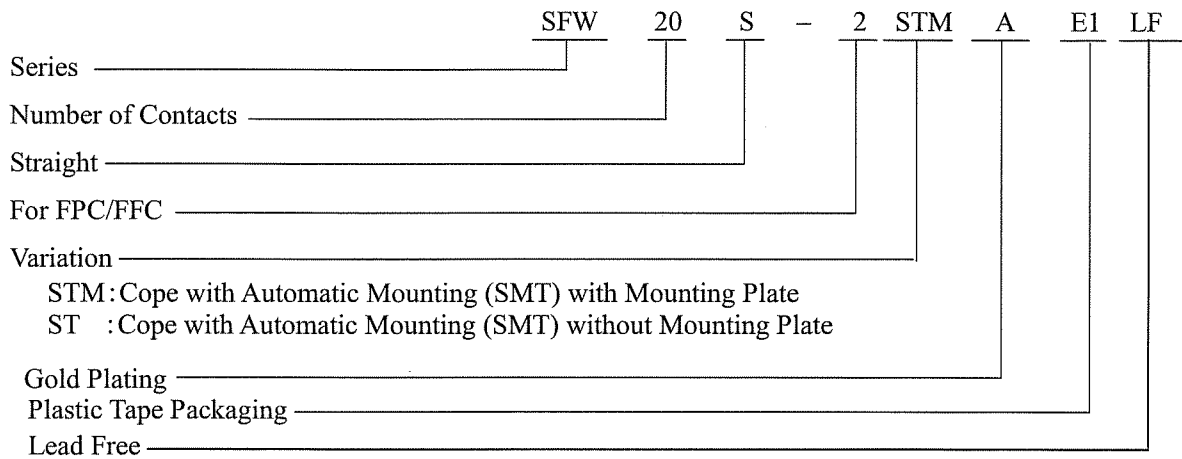 SFW 20 S – 2 STM A E1 LF
Series
Number of Contacts
Straight
For FPC/FFC
Variation
STM:Cope with Automatic Mounting (SMT) with Mounting Plate
ST :Cope with Automatic Mounting (SMT) without Mounting Plate
Gold Plating
Plastic Tape Packaging
Lead Free